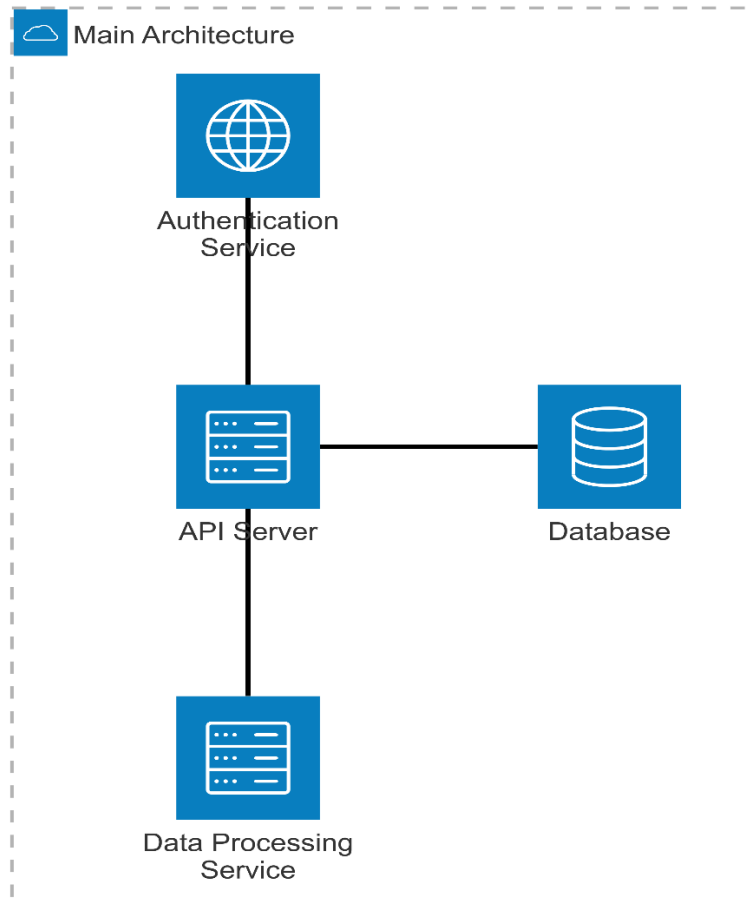 Main Architecture
Authentication
Service
API Server
Database
Data Processing
Service